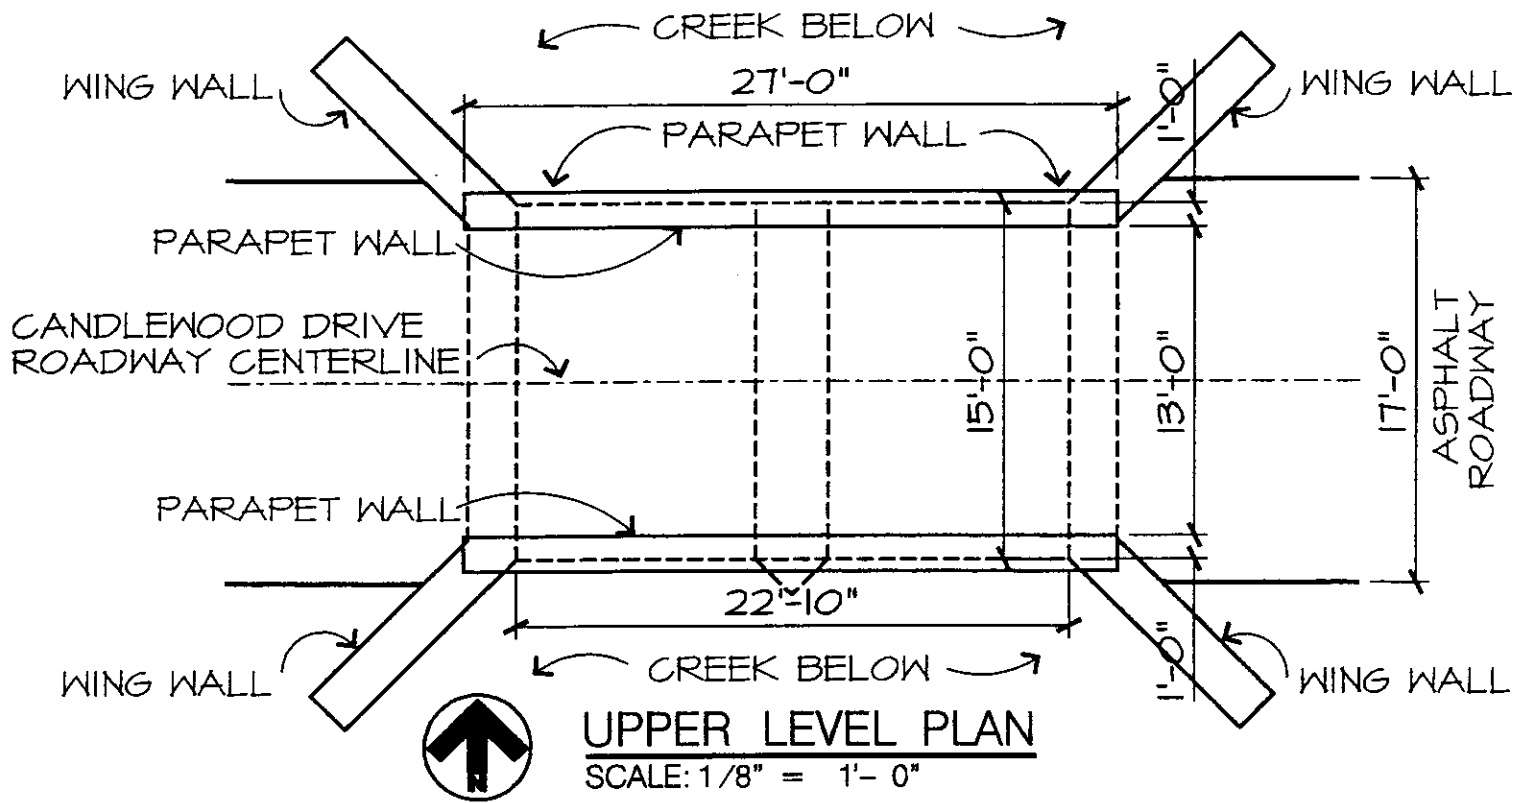 CREEK BELOW
27'-0"
WING WALL
1'-0"
WING WALL
PARAPET WALL
PARAPET WALL
CANDLEWOOD DRIVE
ROADWAY CENTERLINE
15'-0"
13'-0"
17'-0"
ASPHALT
ROADWAY
PARAPET WALL
22'-10"
1'-0"
WING WALL
CREEK BELOW
WING WALL
N
UPPER LEVEL PLAN
SCALE: 1/8" = 1'- 0"